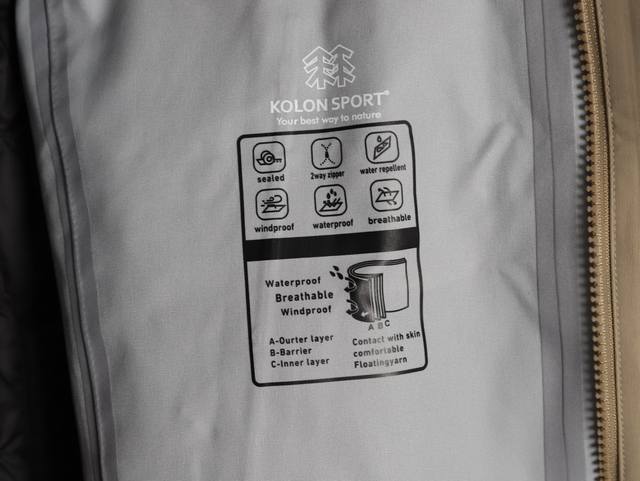 KOLON SPORT®
Your best way to nature
sealed 2way zipper water repellent
windproof waterproof breathable
Waterproof
Breathable
Windproof
A B C
A-Ourter layer
B-Barrier
C-Inner layer
Contact with skin
comfortable
Floatingyarn